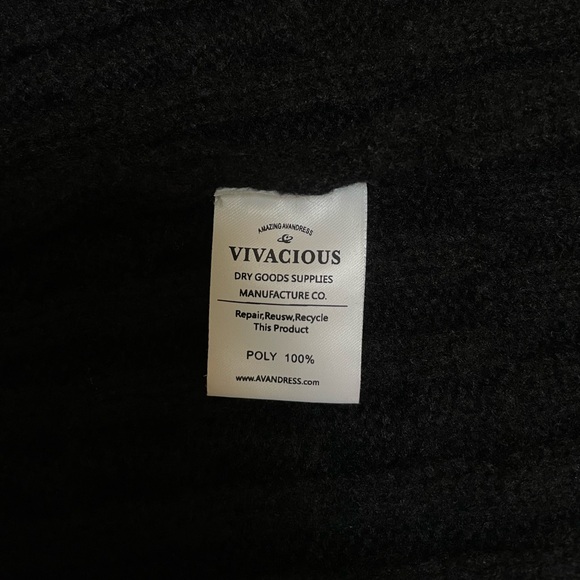 AMAZING AVANDRESS
VIVACIOUS
DRY GOODS SUPPLIES
MANUFACTURE CO.
Repair,Reusw,Recycle
This Product
POLY 100%
www.AVANDRESS.com